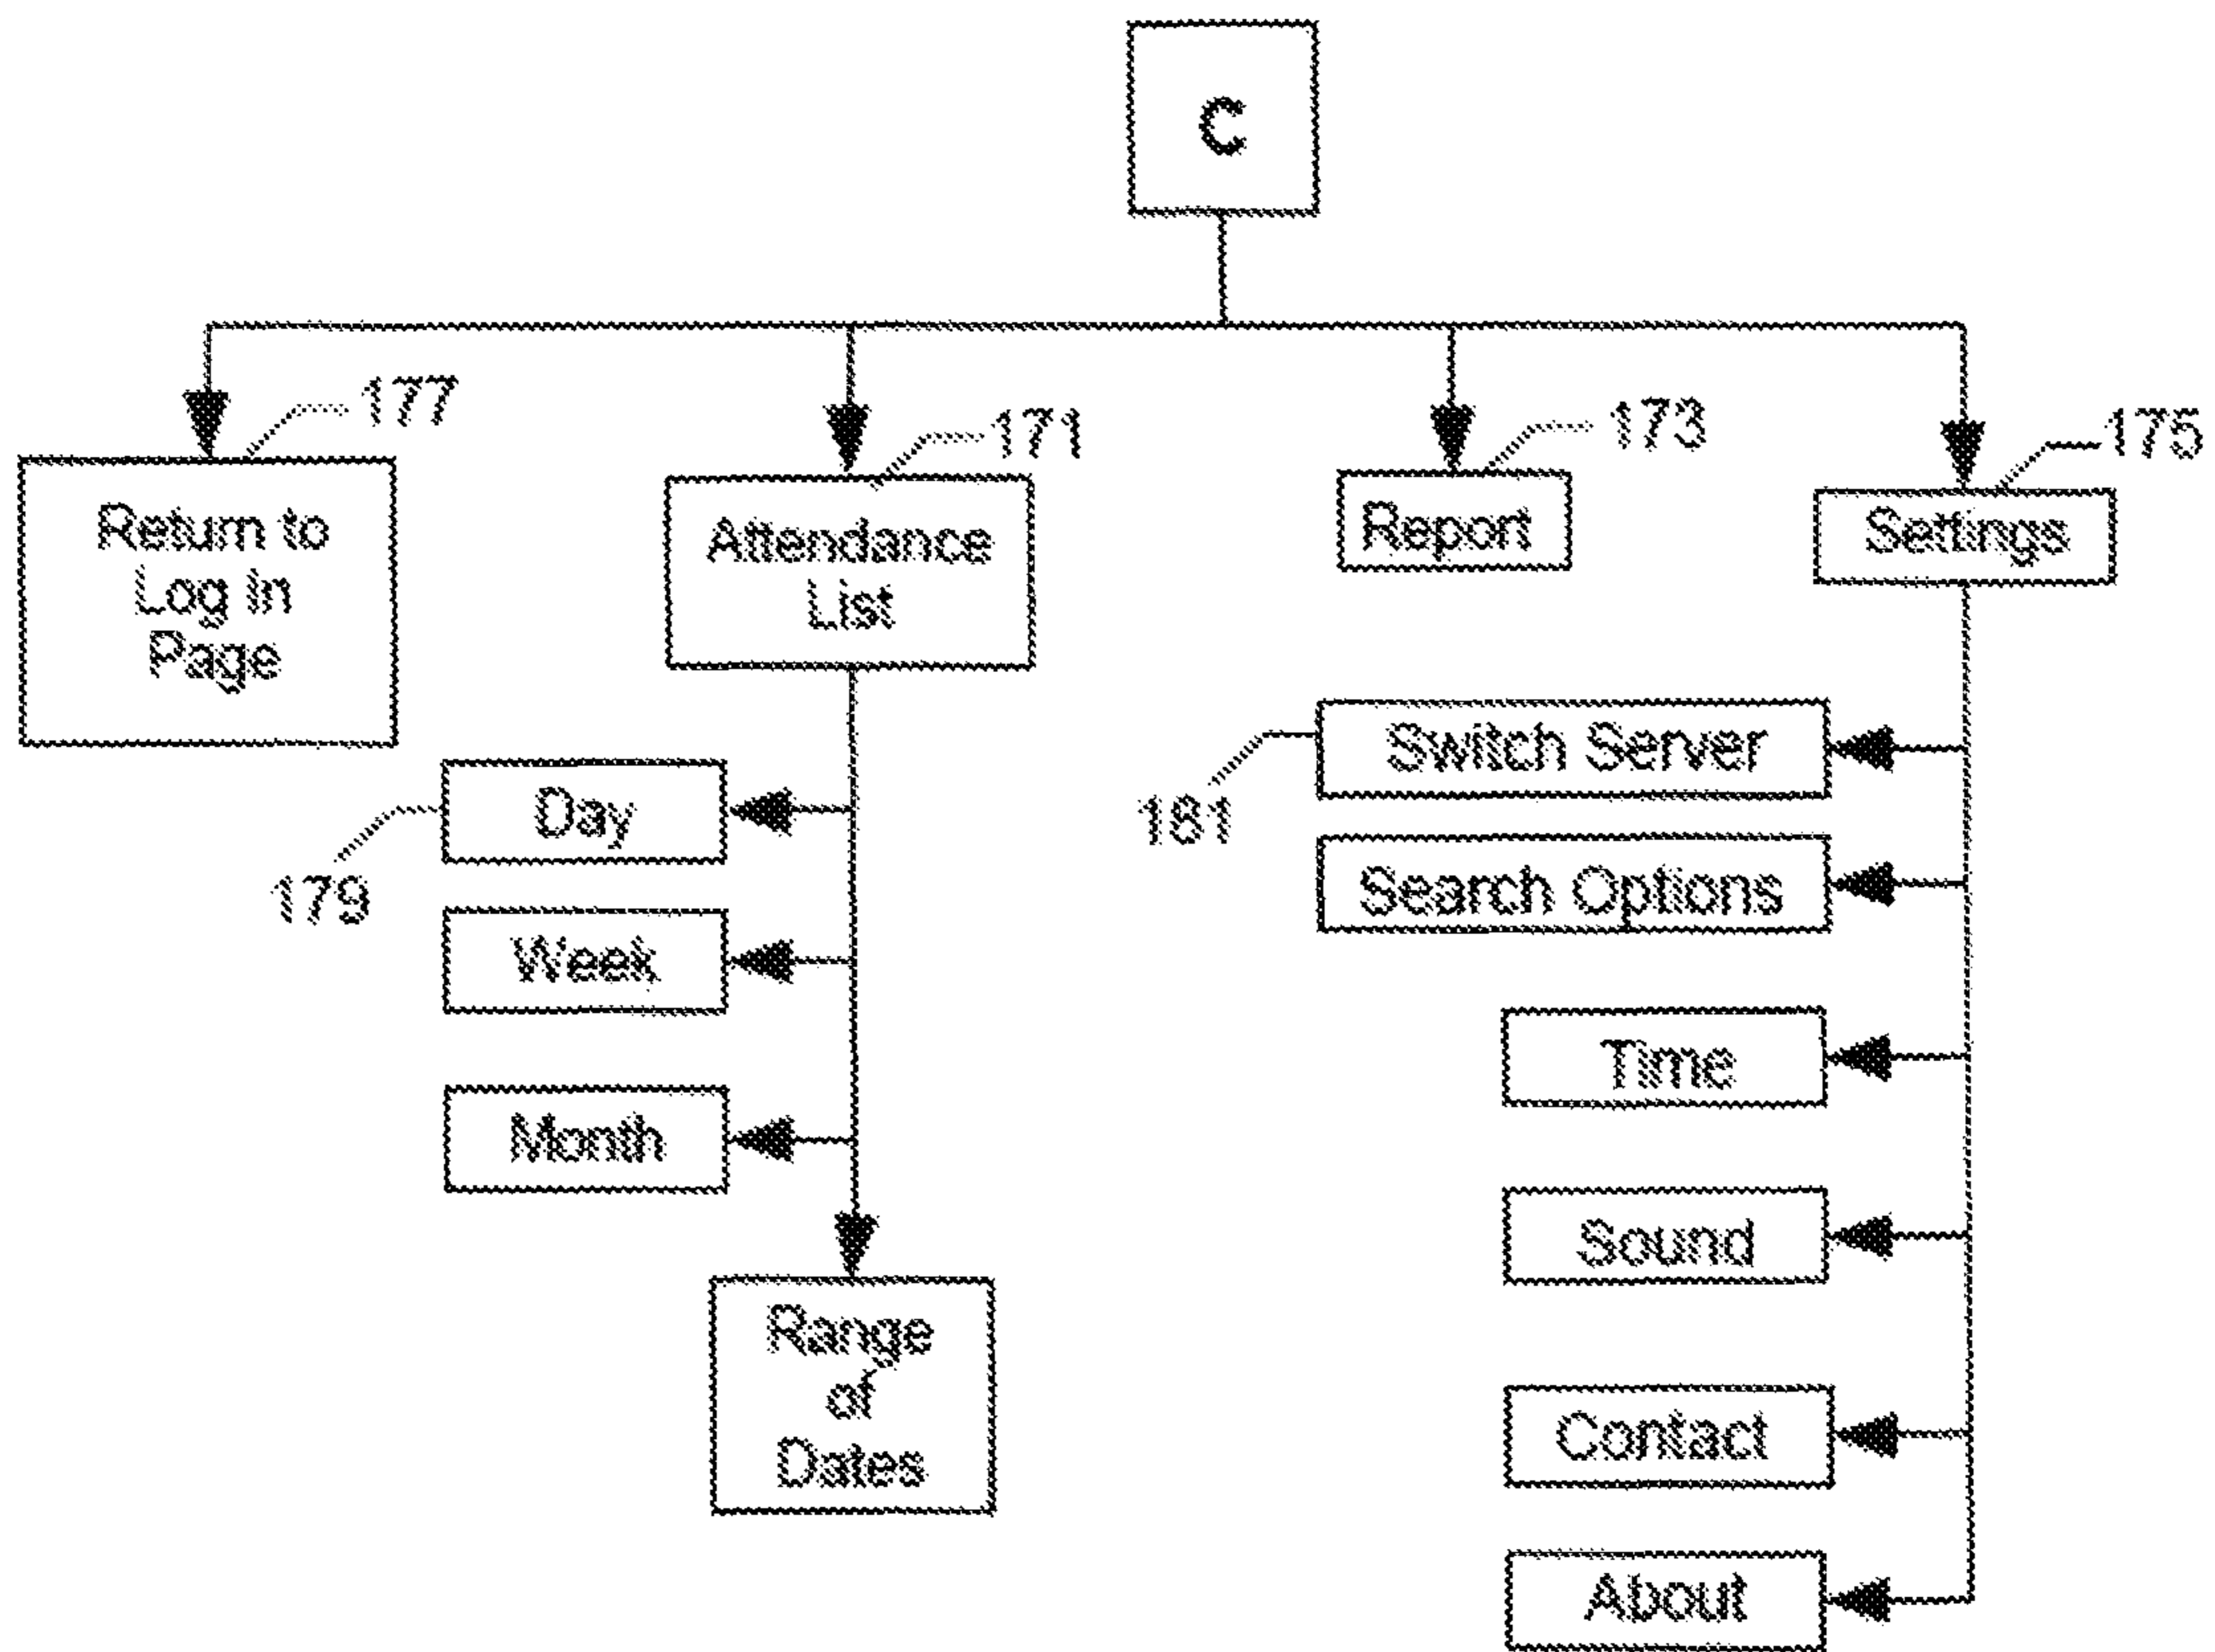 C
177
171
173
175
Return to
Log in
Page
Attendance
List
Report
Settings
Switch Server
181
Day
179
Search Options
Week
Time
Month
Sound
Range
of
Dates
Contact
About